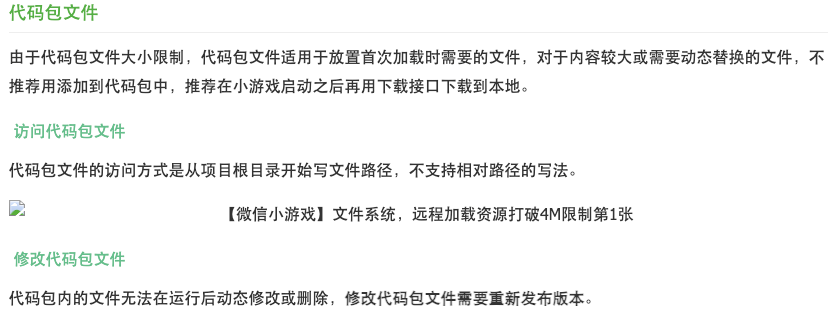 代码包文件
由于代码包文件大小限制，代码包文件适用于放置首次加载时需要的文件，对于内容较大或需要动态替换的文件，不
推荐用添加到代码包中，推荐在小游戏启动之后再用下载接口下载到本地。
访问代码包文件
代码包文件的访问方式是从项目根目录开始写文件路径，不支持相对路径的写法。
【微信小游戏】文件系统，远程加载资源打破4M限制第1张
修改代码包文件
代码包内的文件无法在运行后动态修改或删除，修改代码包文件需要重新发布版本。